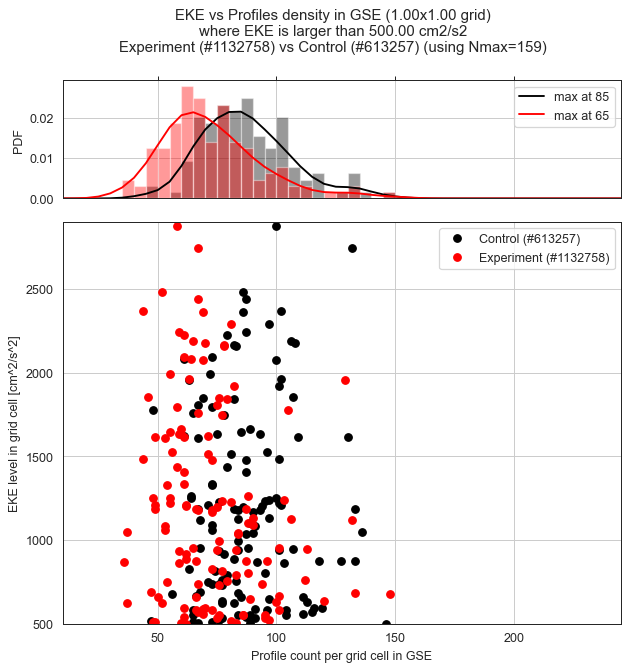 EKE vs Profiles density in GSE (1.00x1.00 grid)
where EKE is larger than 500.00 cm2/s2
Experiment (#1132758) vs Control (#613257) (using Nmax=159)
PDF
0.02
0.01
0.00
max at 85
max at 65
EKE level in grid cell [cm^2/s^2]
2500
2000
1500
1000
500
Control (#613257)
Experiment (#1132758)
50
100
150
200
Profile count per grid cell in GSE